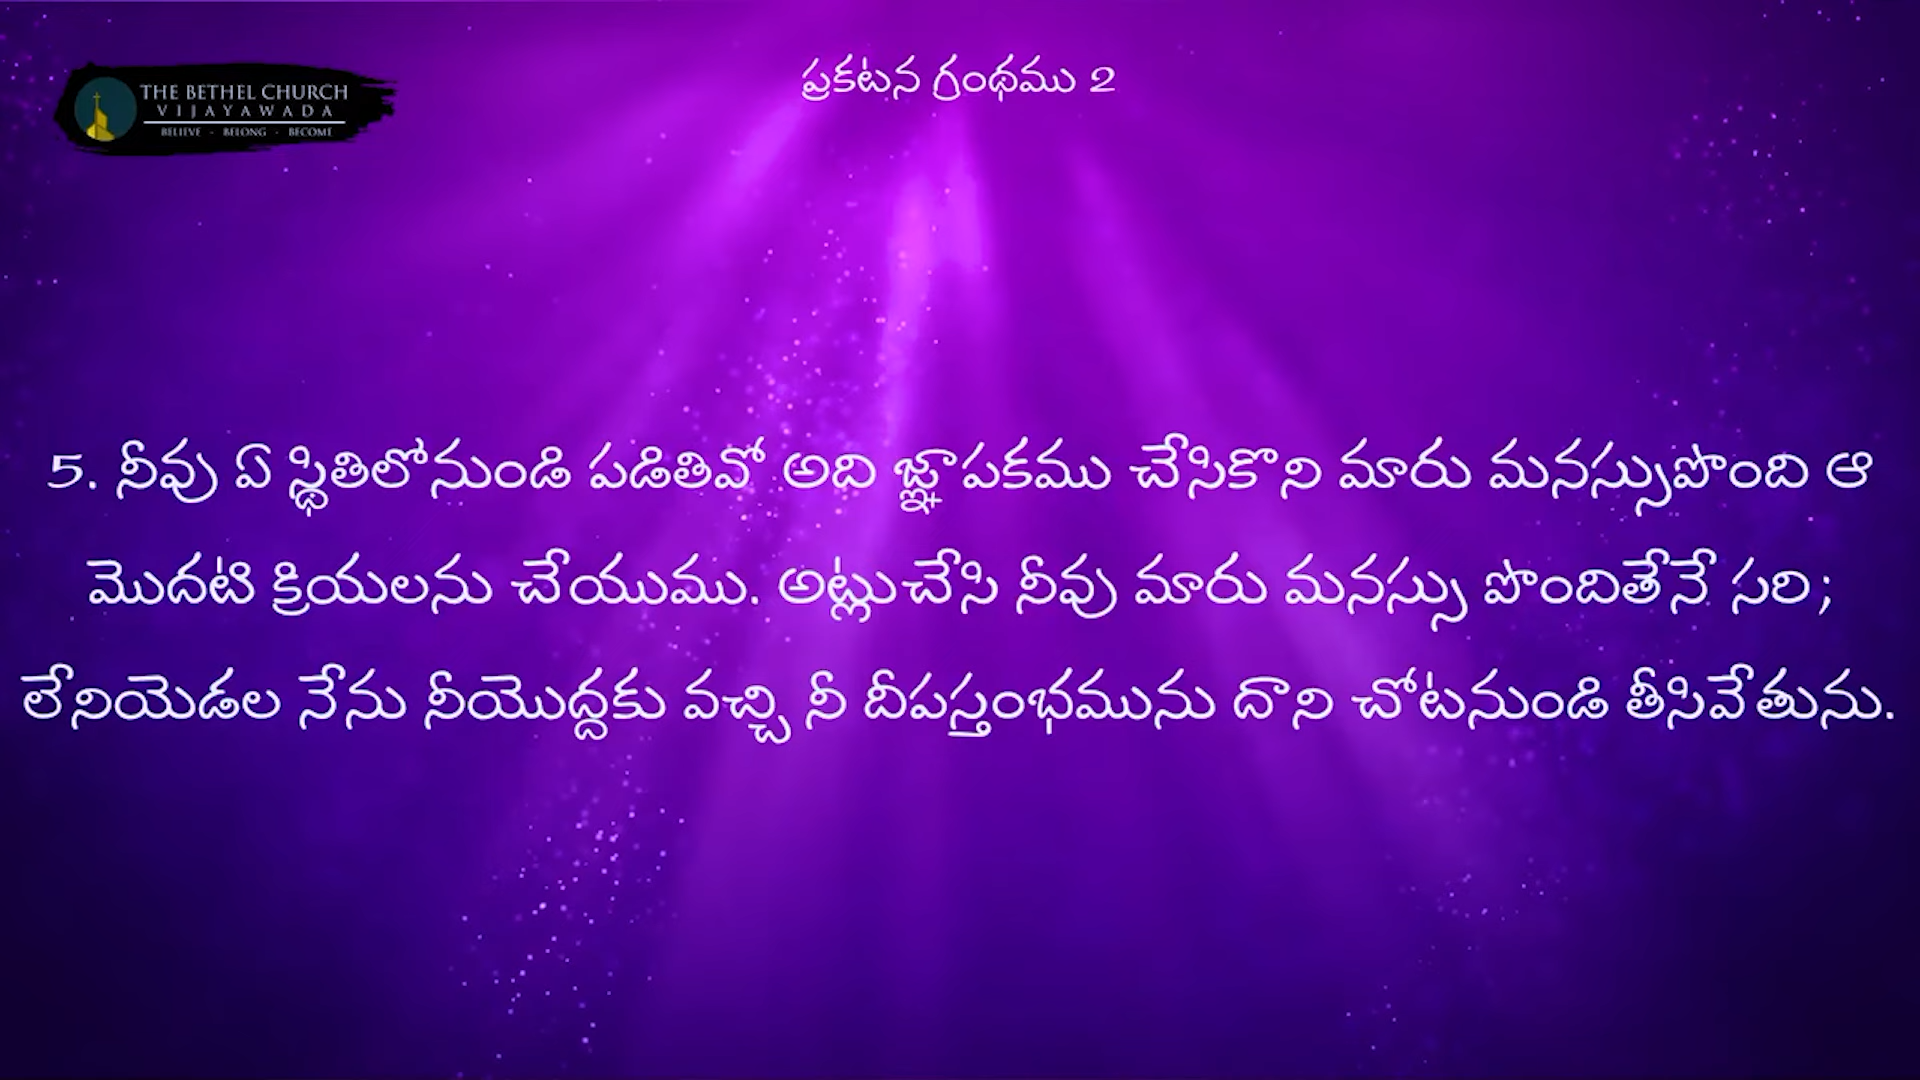 THE BETHEL CHURCH
VIJAYAWADA
BELIEVE - BELONG - BECOME
ప్రకటన గ్రంథము 2
5. నీవు ఏ స్థితిలోనుండి పడితివో అది జ్ఞాపకము చేసికొని మారు మనస్సుపొంది ఆ
మొదటి క్రియలను చేయుము. అట్లుచేసి నీవు మారు మనస్సు పొందితేనే సరి;
లేనియెడల నేను నీయొద్దకు వచ్చి నీ దీపస్తంభమును దాని చోటనుండి తీసివేతును.